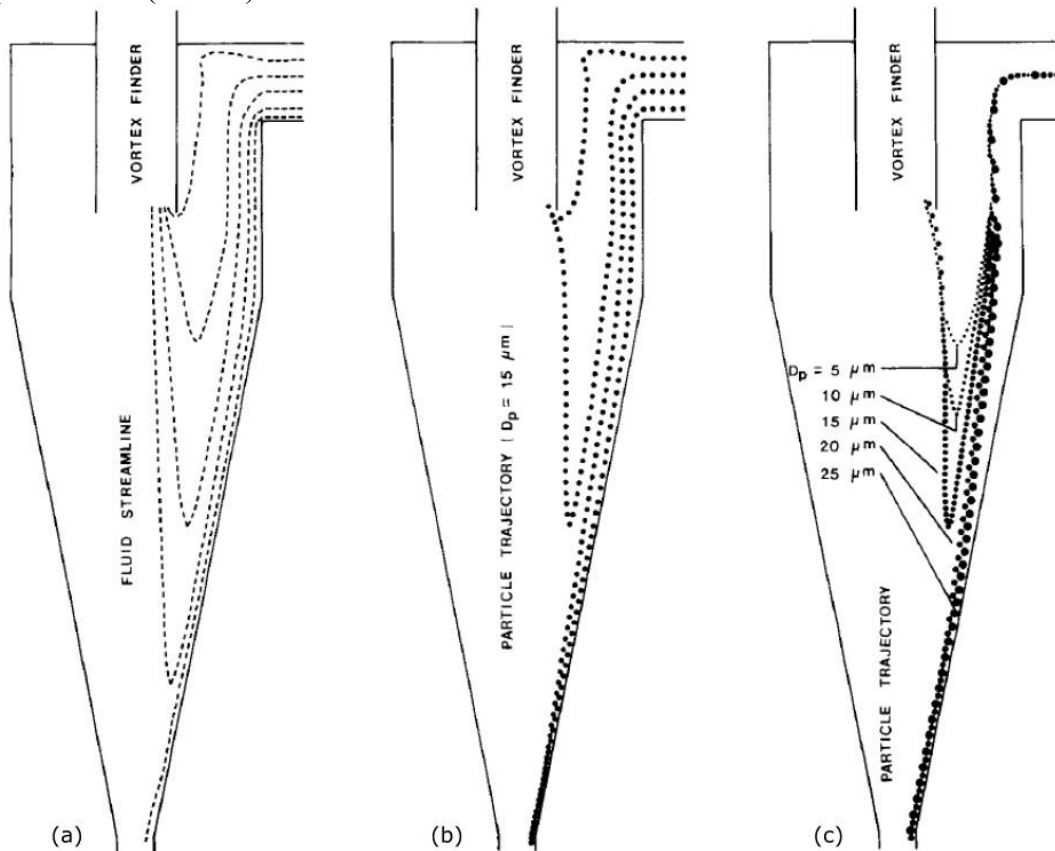 VORTEX FINDER
FLUID STREAMLINE
(a)
VORTEX FINDER
PARTICLE TRAJECTORY ( Dp = 15 μm )
(b)
VORTEX FINDER
Dp = 5 μm
10 μm
15 μm
20 μm
25 μm
PARTICLE TRAJECTORY
(c)